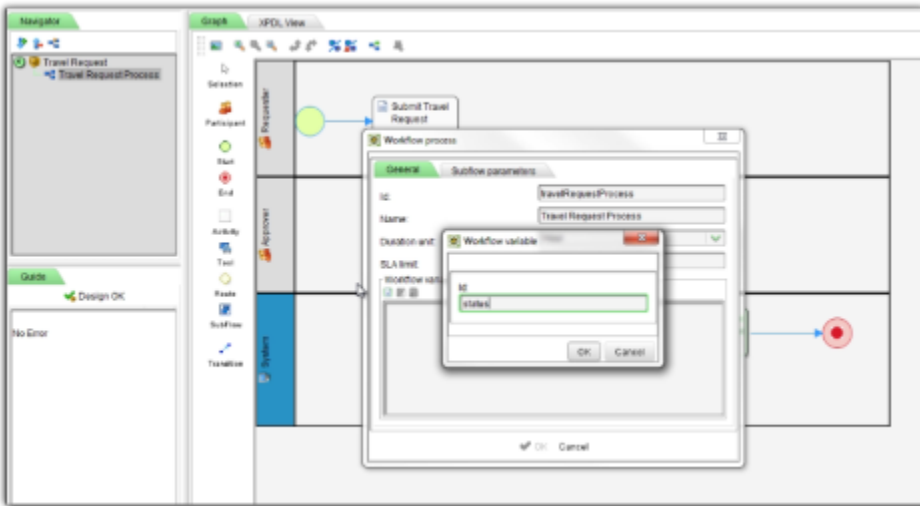 Navigator
Graph
XPDL View
Travel Request
Travel Request Process
Selection
Participant
Start
End
Activity
Tool
Route
SubFlow
Transition
Requester
Approver
System
Submit Travel
Request
Workflow process
General
Subflow parameters
Id:
travelRequestProcess
Name:
Travel Request Process
Duration unit:
SLA limit:
Workflow variable
Id
status
OK
Cancel
OK
Cancel
Guide
Design OK
No Error